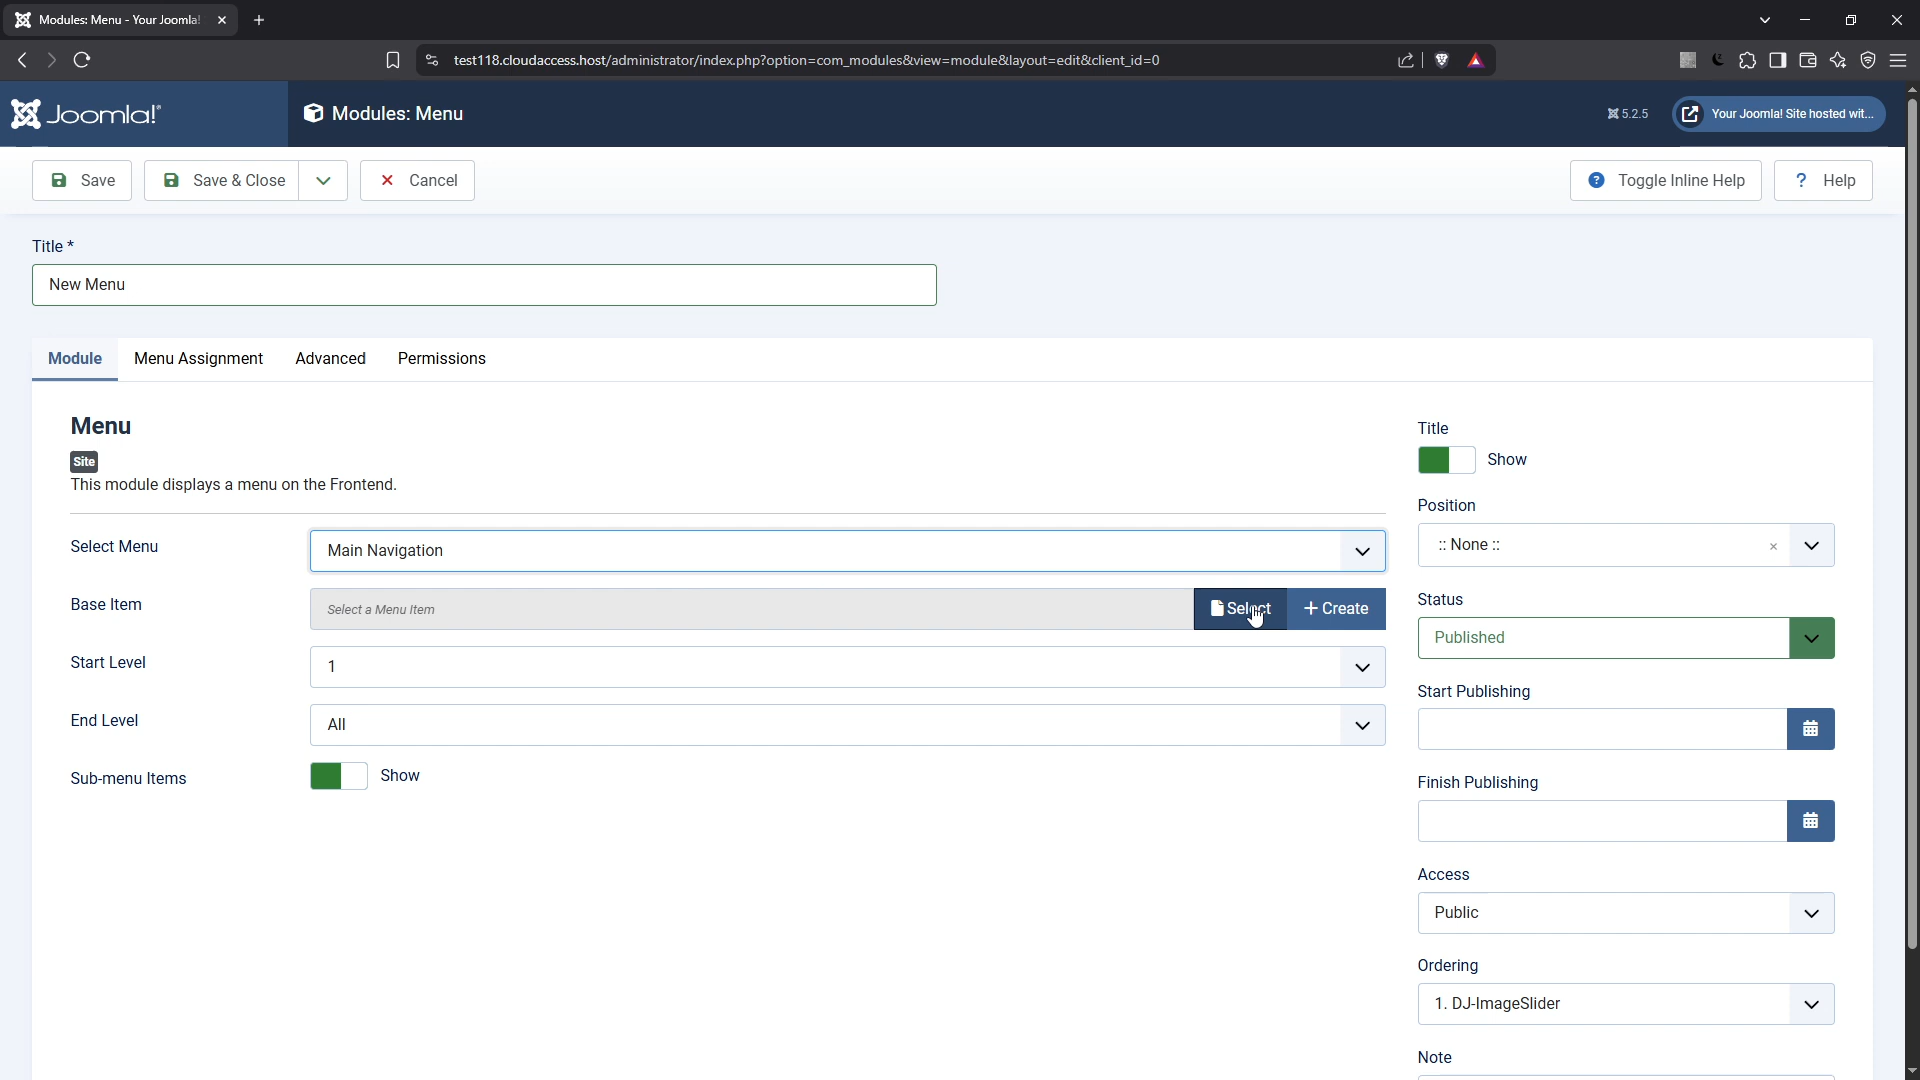 Modules: Menu - Your Joomla!
test118.cloudaccess.host/administrator/index.php?option=com_modules&view=module&layout=edit&client_id=0
Joomla!®
Modules: Menu
5.2.5
Your Joomla! Site hosted wit...
Save
Save & Close
Cancel
Toggle Inline Help
? Help
Title *
New Menu
Module
Menu Assignment
Advanced
Permissions
Menu
Site
This module displays a menu on the Frontend.
Select Menu
Main Navigation
Base Item
Select a Menu Item
Select
+ Create
Start Level
1
End Level
All
Sub-menu Items
Show
Title
Show
Position
:: None ::
Status
Published
Start Publishing
Finish Publishing
Access
Public
Ordering
1. DJ-ImageSlider
Note